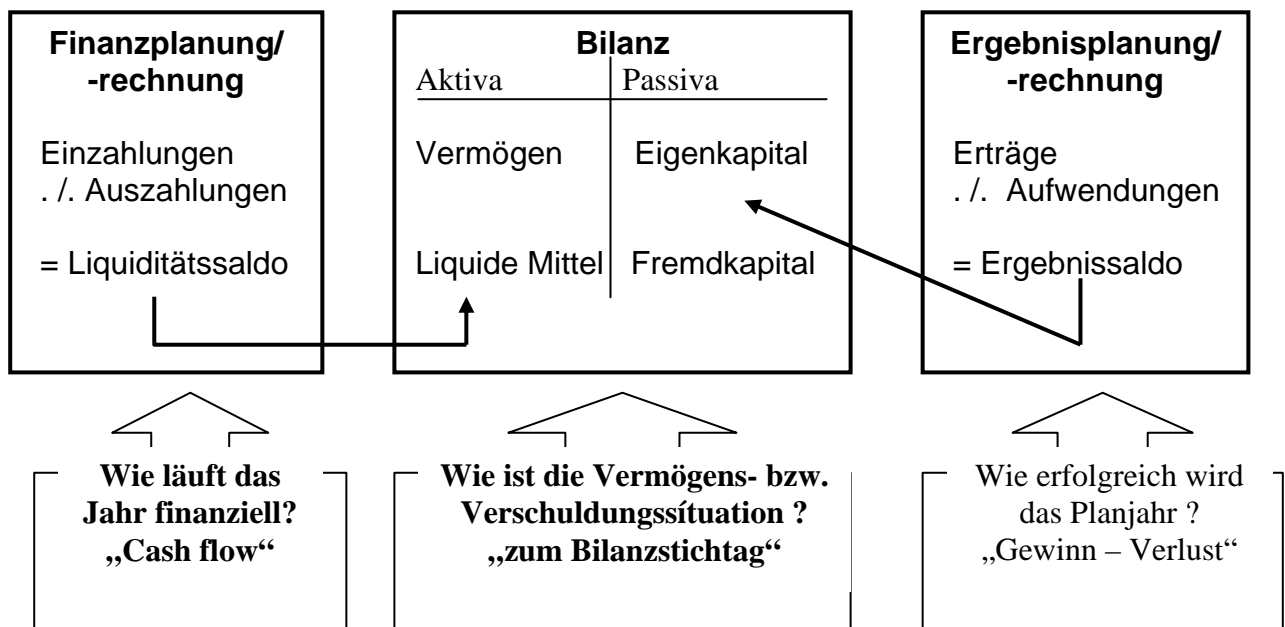 Finanzplanung/
-rechnung
Einzahlungen
. /. Auszahlungen
= Liquiditätssaldo
Bilanz
Aktiva Passiva
Vermögen Eigenkapital
Liquide Mittel Fremdkapital
Ergebnisplanung/
-rechnung
Erträge
. /. Aufwendungen
= Ergebnissaldo
Wie läuft das
Jahr finanziell?
„Cash flow“
Wie ist die Vermögens- bzw.
Verschuldungssítuation ?
„zum Bilanzstichtag“
Wie erfolgreich wird
das Planjahr ?
„Gewinn – Verlust“